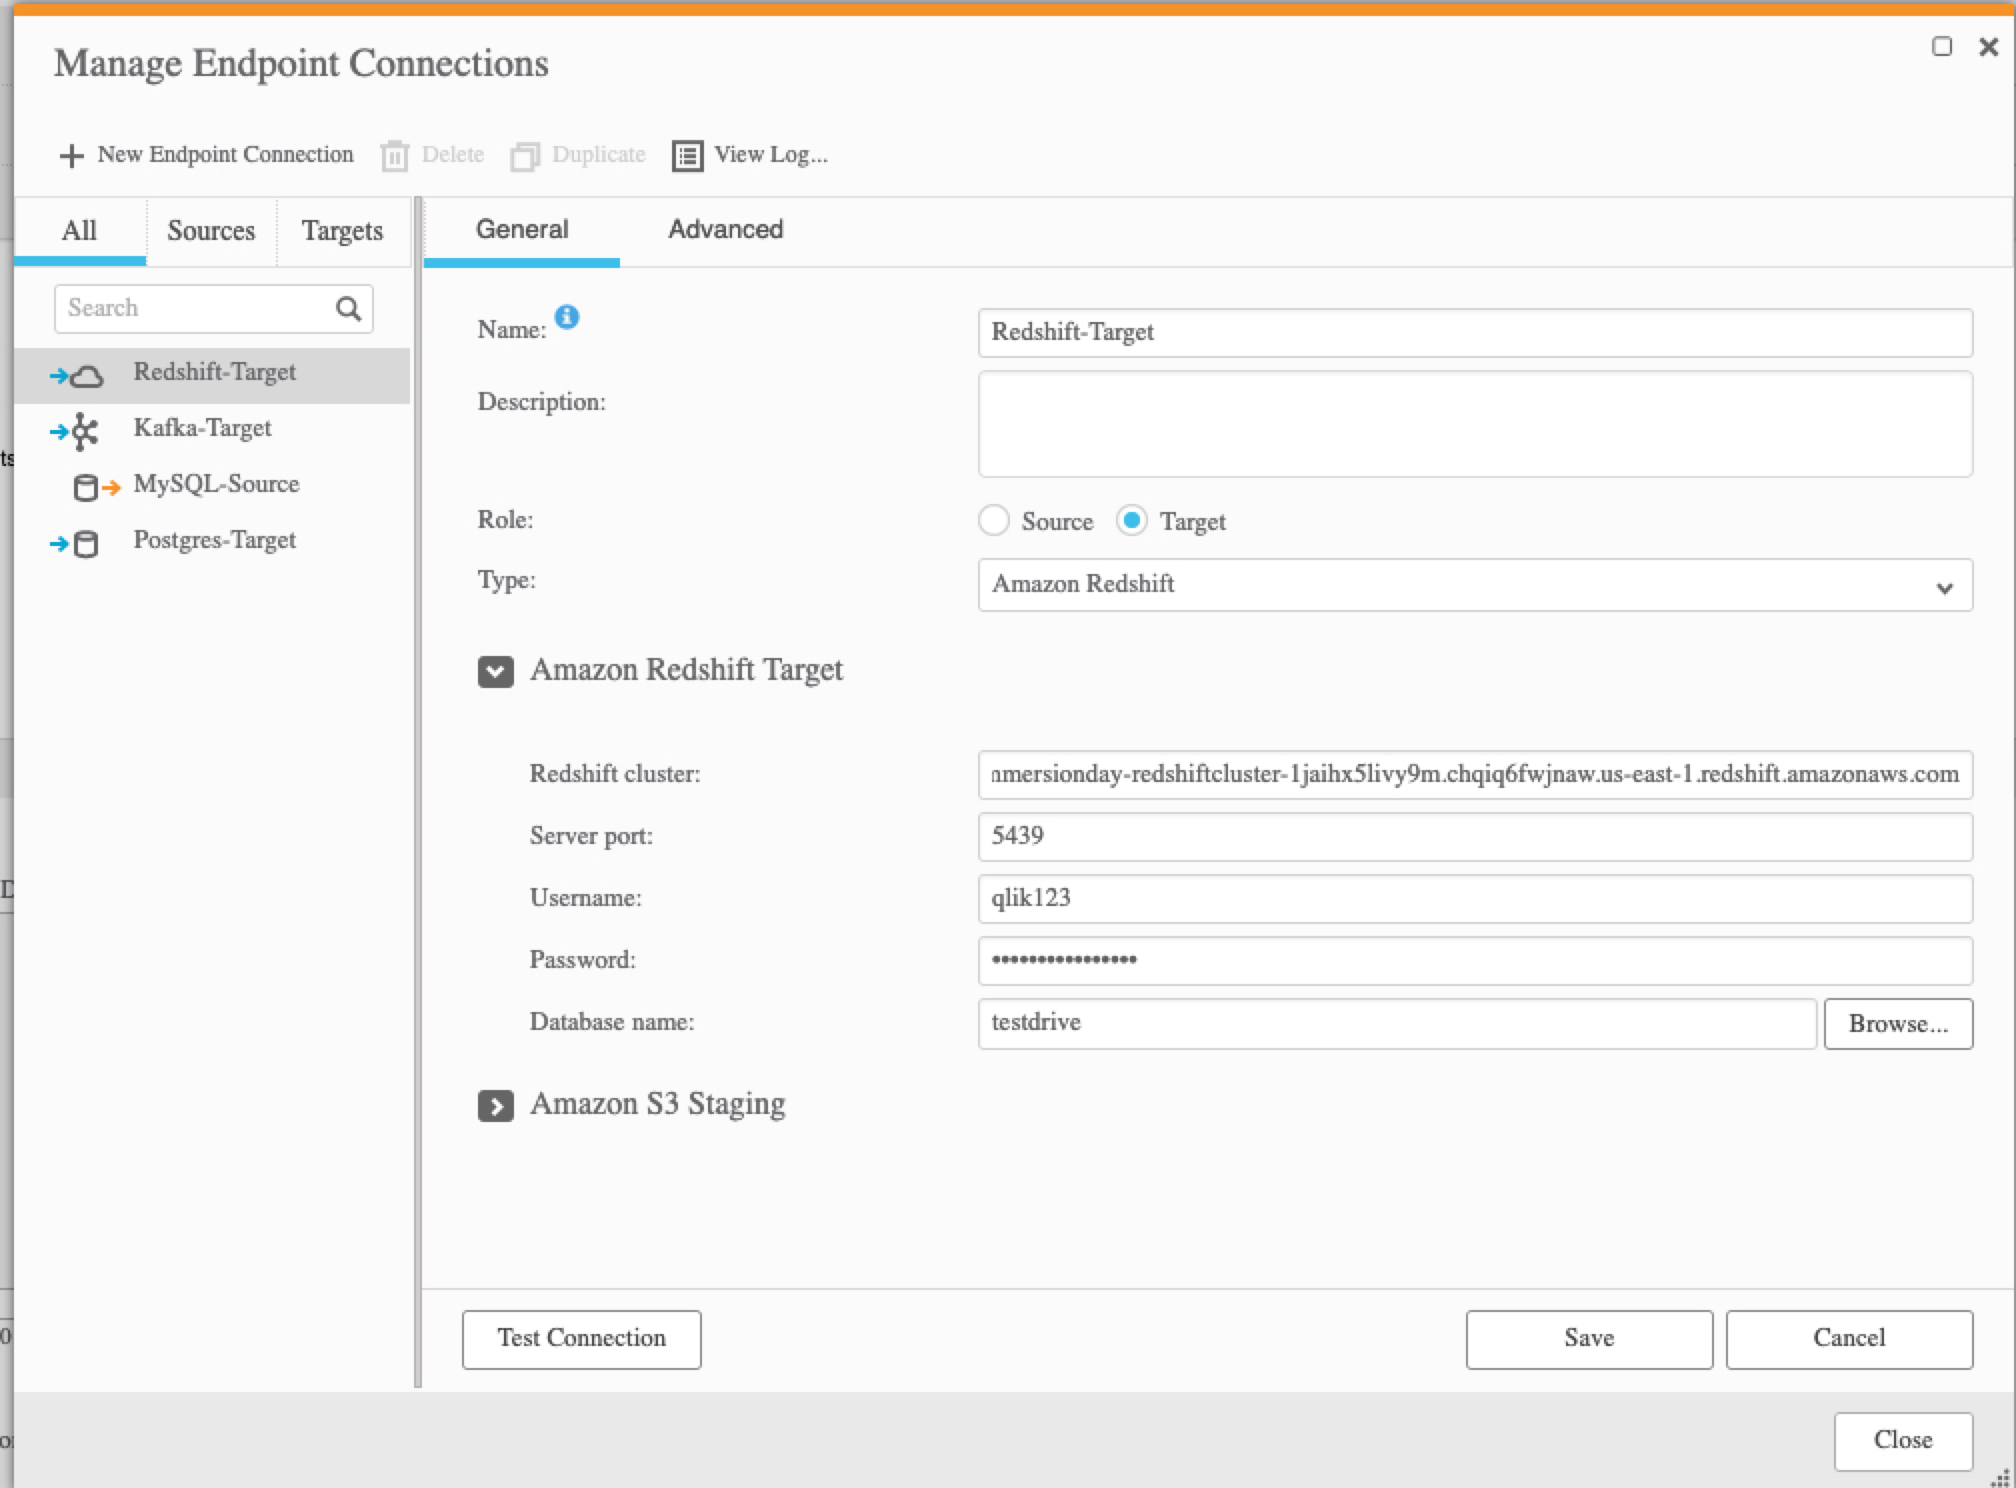 Manage Endpoint Connections
New Endpoint Connection Delete Duplicate View Log...
All Sources Targets
Search
Redshift-Target
Kafka-Target
MySQL-Source
Postgres-Target
General Advanced
Name: Redshift-Target
Description:
Role: Source Target
Type: Amazon Redshift
Amazon Redshift Target
Redshift cluster: mersionday-redshiftcluster-1jaihx5livy9m.chqiq6fwjnaw.us-east-1.redshift.amazonaws.com
Server port: 5439
Username: qlik123
Password: ••••••••••••••••
Database name: testdrive Browse...
Amazon S3 Staging
Test Connection Save Cancel
Close